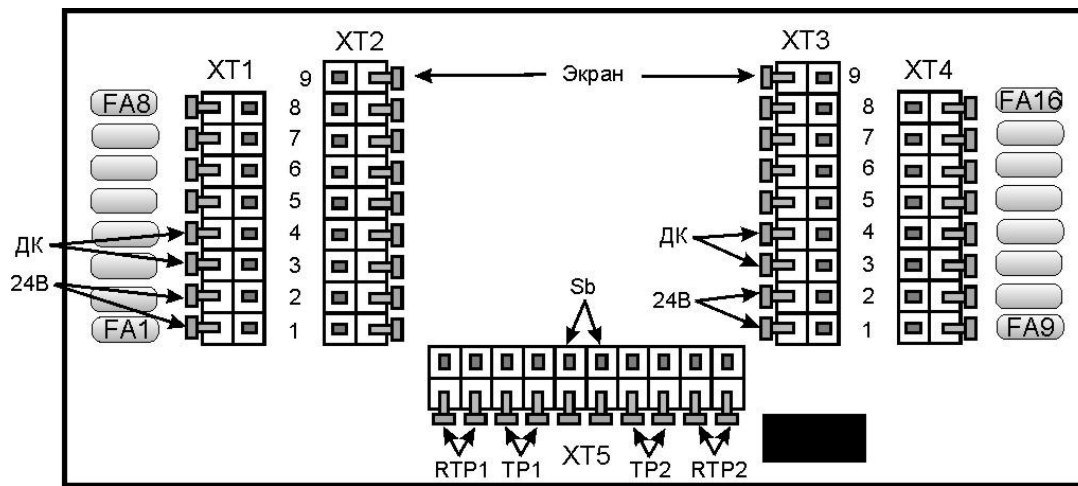 XT2 XT3
XT1 XT4
9 Экран 9
FA8 8 8 FA16
7 7
6 6
5 5
ДК 4 ДК 4
3 3
24В 2 Sb 24В 2
FA1 1 1 FA9
RTP1 TP1 XT5 TP2 RTP2